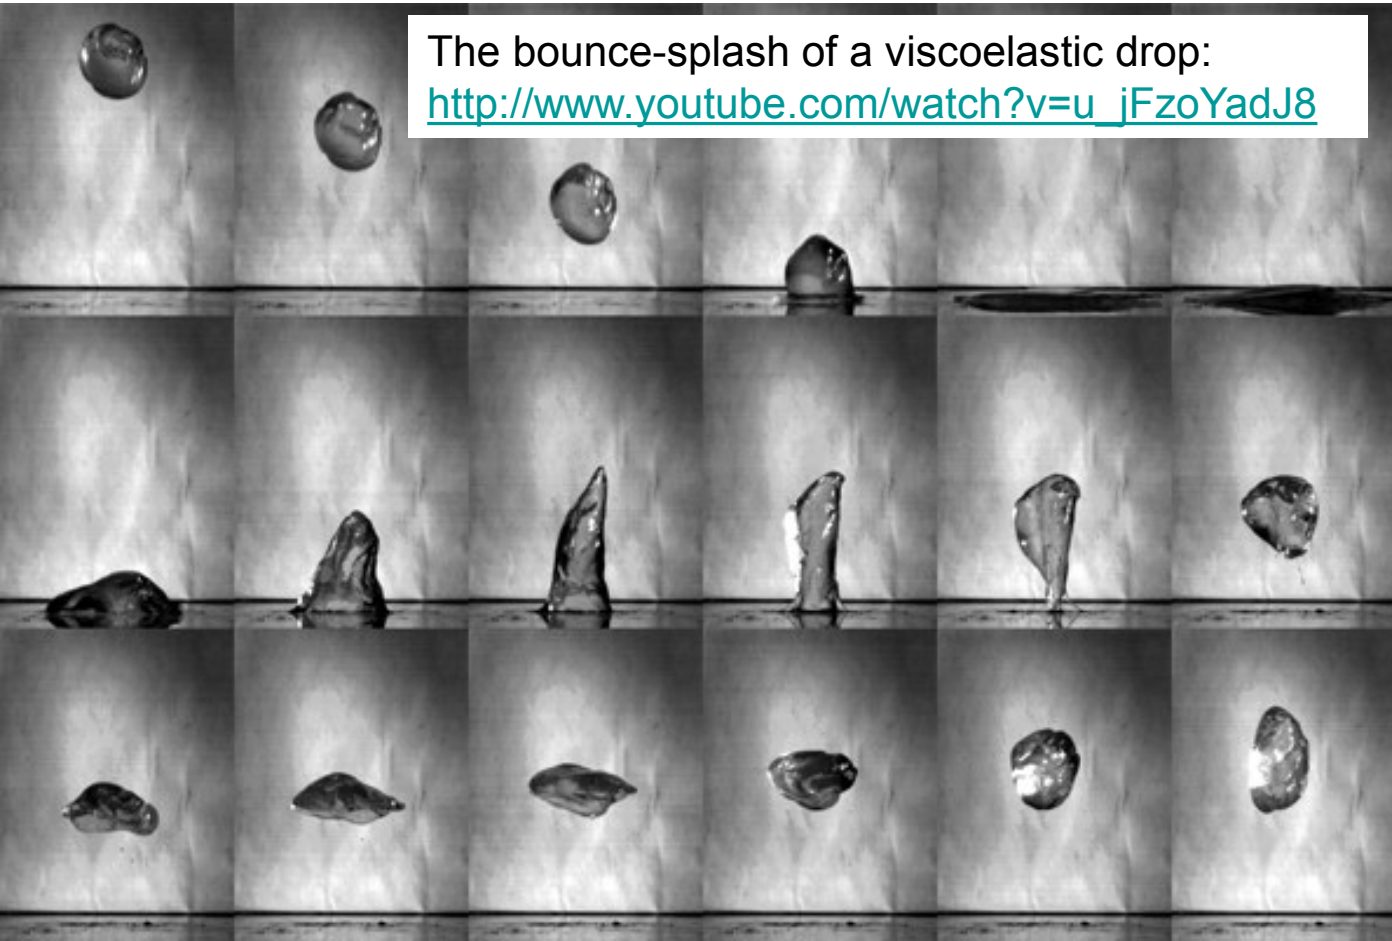 The bounce-splash of a viscoelastic drop:
http://www.youtube.com/watch?v=u_jFzoYadJ8